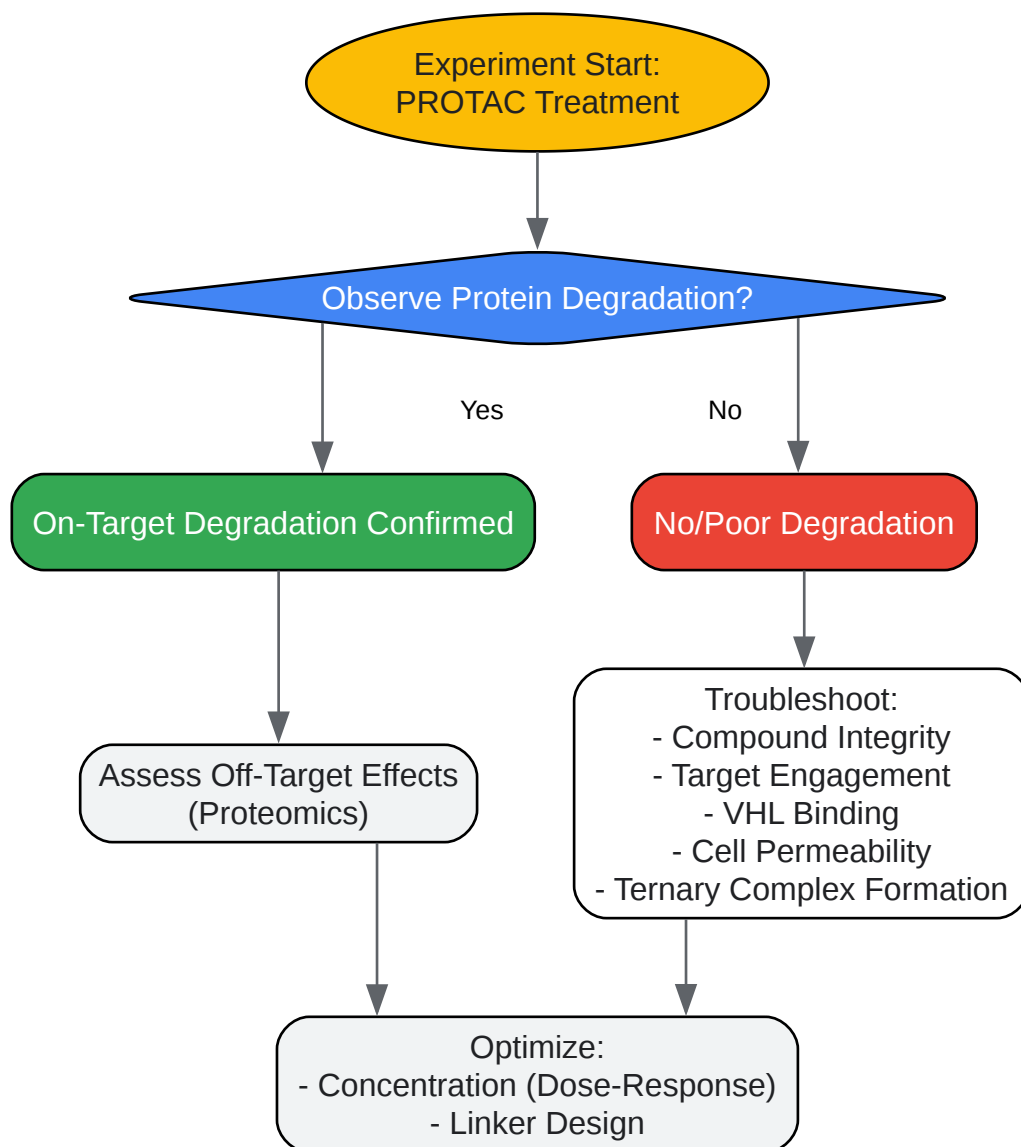 Experiment Start:
PROTAC Treatment
Observe Protein Degradation?
Yes
No
On-Target Degradation Confirmed
No/Poor Degradation
Troubleshoot:
- Compound Integrity
- Target Engagement
- VHL Binding
- Cell Permeability
- Ternary Complex Formation
Assess Off-Target Effects
(Proteomics)
Optimize:
- Concentration (Dose-Response)
- Linker Design